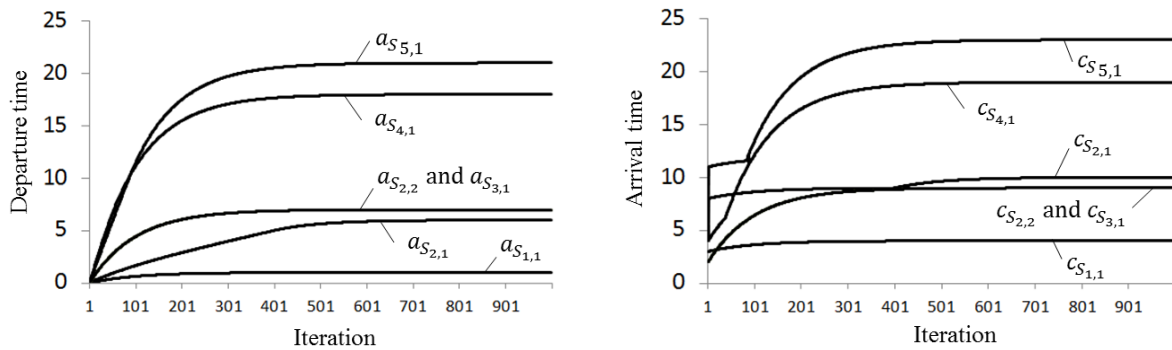 25
20
15
10
5
0
Departure time
a_{S_{5,1}}
a_{S_{4,1}}
a_{S_{2,2}} and a_{S_{3,1}}
a_{S_{2,1}}
a_{S_{1,1}}
1 101 201 301 401 501 601 701 801 901
Iteration
25
20
15
10
5
0
Arrival time
c_{S_{5,1}}
c_{S_{4,1}}
c_{S_{2,1}}
c_{S_{2,2}} and c_{S_{3,1}}
c_{S_{1,1}}
1 101 201 301 401 501 601 701 801 901
Iteration